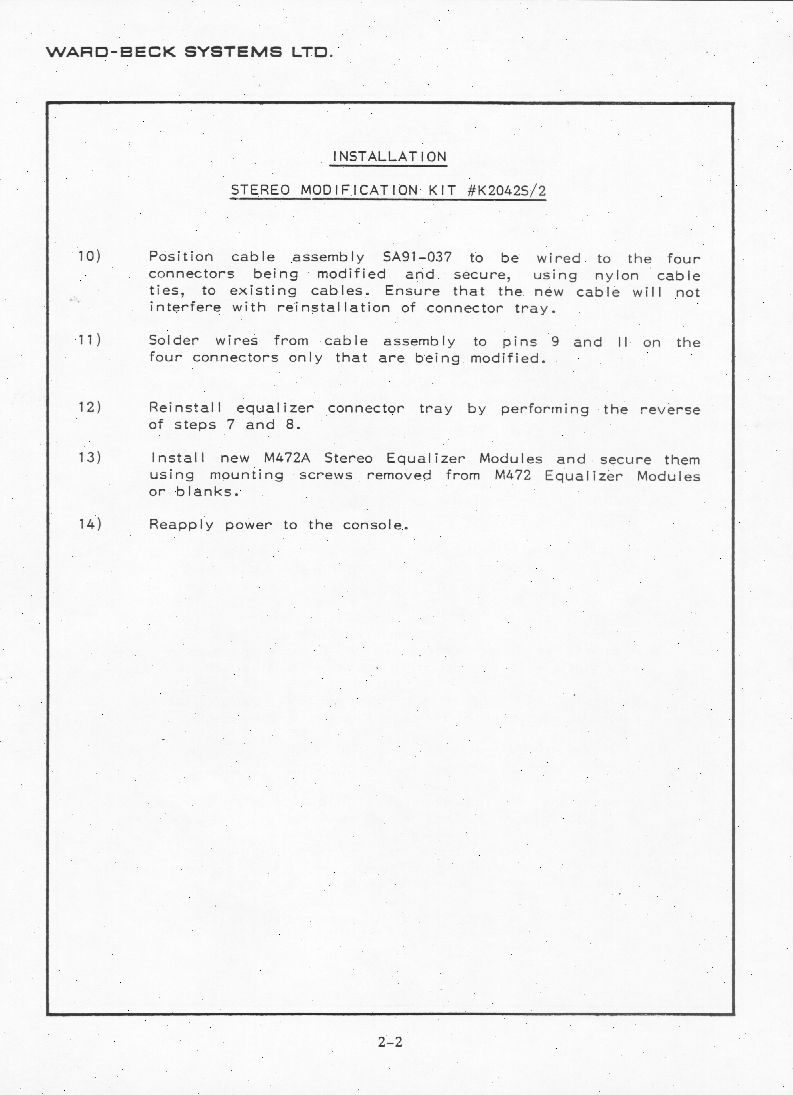 WARD-BECK SYSTEMS LTD.
INSTALLATION
STEREO MODIFICATION KIT #K2042S/2
10) Position cable assembly SA91-037 to be wired to the four
connectors being modified and secure, using nylon cable
ties, to existing cables. Ensure that the new cable will not
interfere with reinstallation of connector tray.
11) Solder wires from cable assembly to pins 9 and II on the
four connectors only that are being modified.
12) Reinstall equalizer connector tray by performing the reverse
of steps 7 and 8.
13) Install new M472A Stereo Equalizer Modules and secure them
using mounting screws removed from M472 Equalizer Modules
or blanks.
14) Reapply power to the console.
2-2